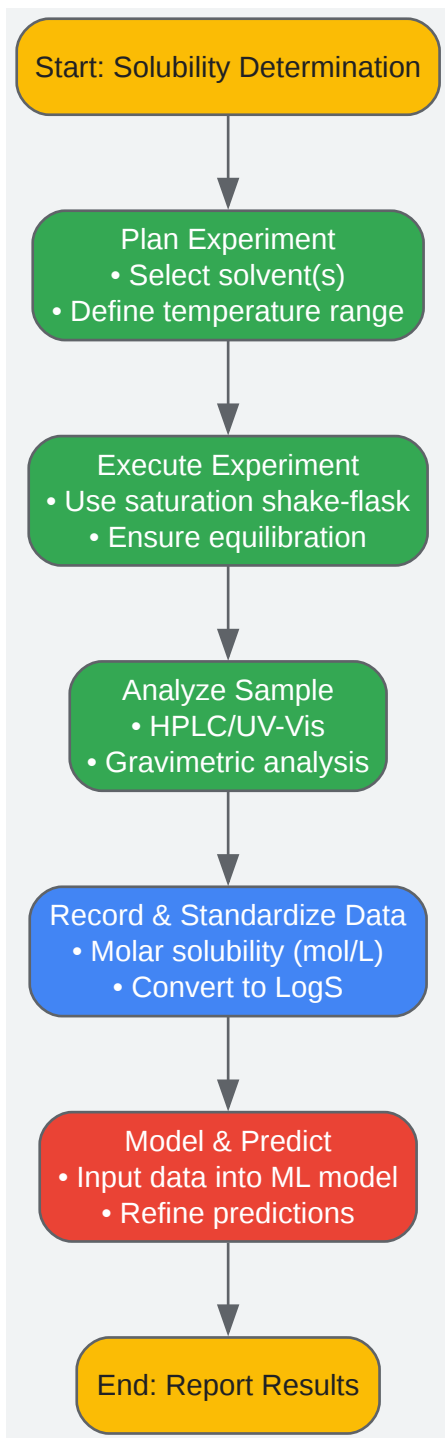 Start: Solubility Determination
Plan Experiment
• Select solvent(s)
• Define temperature range
Execute Experiment
• Use saturation shake-flask
• Ensure equilibration
Analyze Sample
• HPLC/UV-Vis
• Gravimetric analysis
Record & Standardize Data
• Molar solubility (mol/L)
• Convert to LogS
Model & Predict
• Input data into ML model
• Refine predictions
End: Report Results